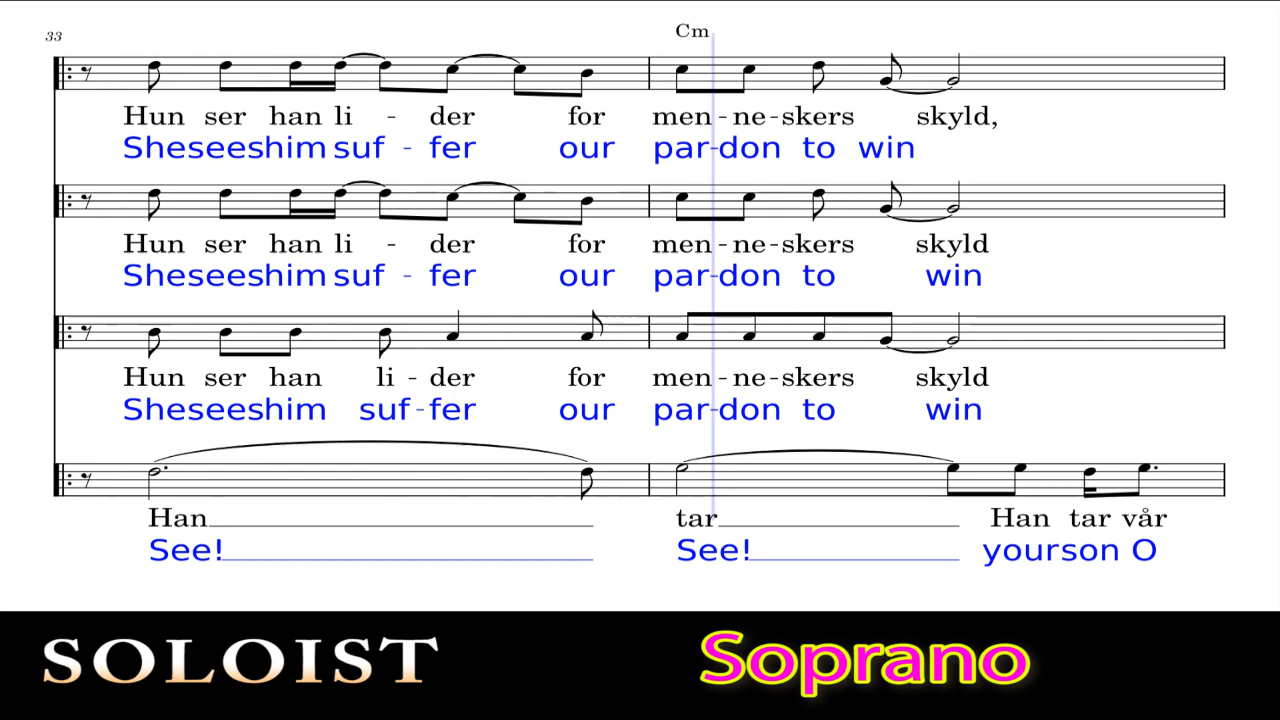 33
Cm
Hun ser han li - der for men - ne - skers skyld,
Sheseeshim suf - fer our par-don to win
Hun ser han li - der for men - ne - skers skyld
Sheseeshim suf - fer our par-don to win
Hun ser han li - der for men - ne - skers skyld
Sheseeshim suf - fer our par-don to win
Han tar Han tar vår
See! See! yourson O
SOLOIST Soprano